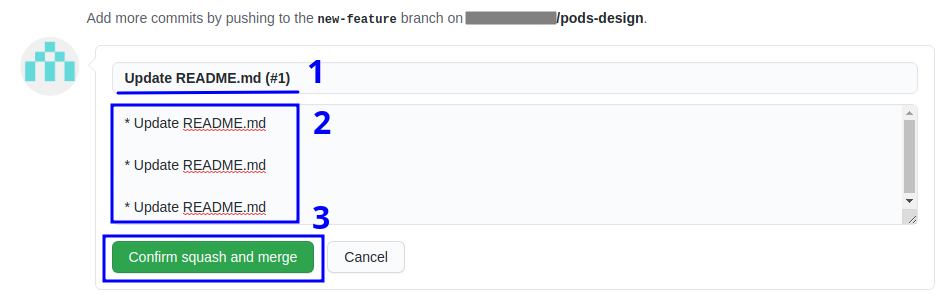 Add more commits by pushing to the new-feature branch on /pods-design.
Update README.md (#1)
1
* Update README.md
2
* Update README.md
* Update README.md
3
Confirm squash and merge
Cancel